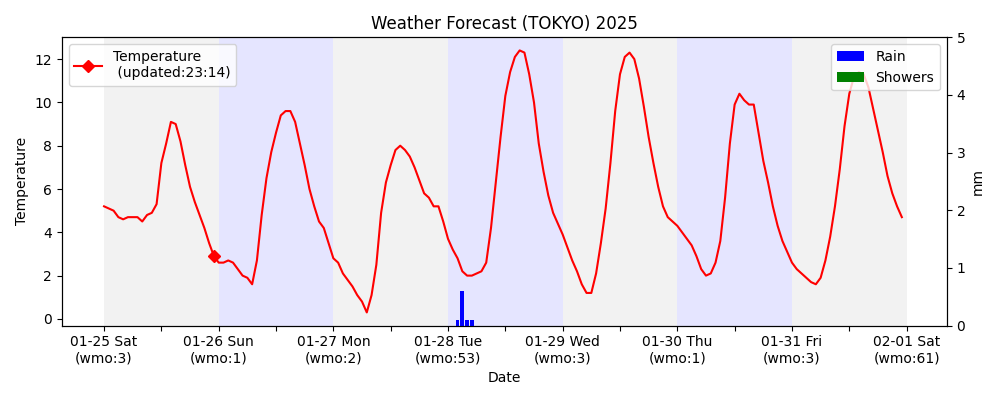 Weather Forecast (TOKYO) 2025
Temperature
(updated:23:14)
Rain
Showers
Temperature
12
10
8
6
4
2
0
5
4
3
2
1
0
mm
01-25 Sat
(wmo:3)
01-26 Sun
(wmo:1)
01-27 Mon
(wmo:2)
01-28 Tue
(wmo:53)
01-29 Wed
(wmo:3)
01-30 Thu
(wmo:1)
01-31 Fri
(wmo:3)
02-01 Sat
(wmo:61)
Date